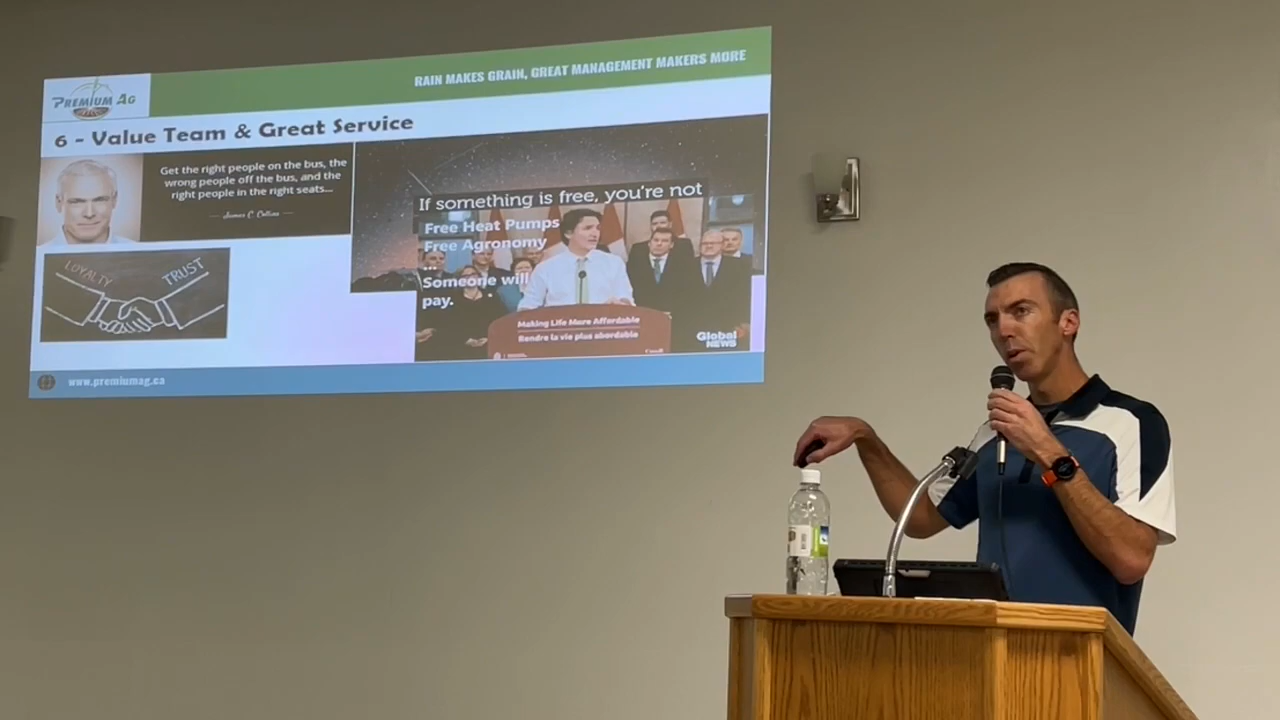 PREMIUM AG
RAIN MAKES GRAIN, GREAT MANAGEMENT MAKERS MORE
6 - Value Team & Great Service
Get the right people on the bus, the
wrong people off the bus, and the
right people in the right seats...
James C. Collins
LOYALTY
TRUST
If something is free, you're not
Free Heat Pumps
Free Agronomy
...
Someone will
pay.
Making Life More Affordable
Rendre la vie plus abordable
Canada
Global
NEWS
www.premiumag.ca